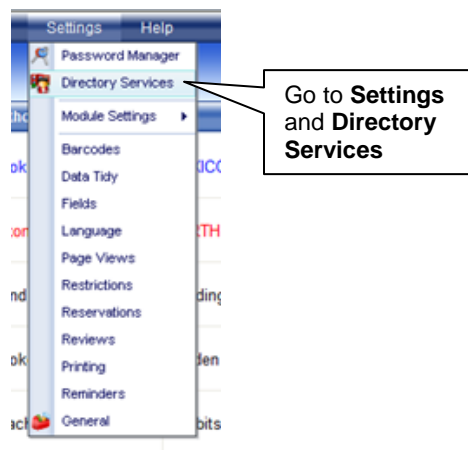 Settings Help
Password Manager
Directory Services
Module Settings
Barcodes
Data Tidy
Fields
Language
Page Views
Restrictions
Reservations
Reviews
Printing
Reminders
General
Go to Settings
and Directory
Services